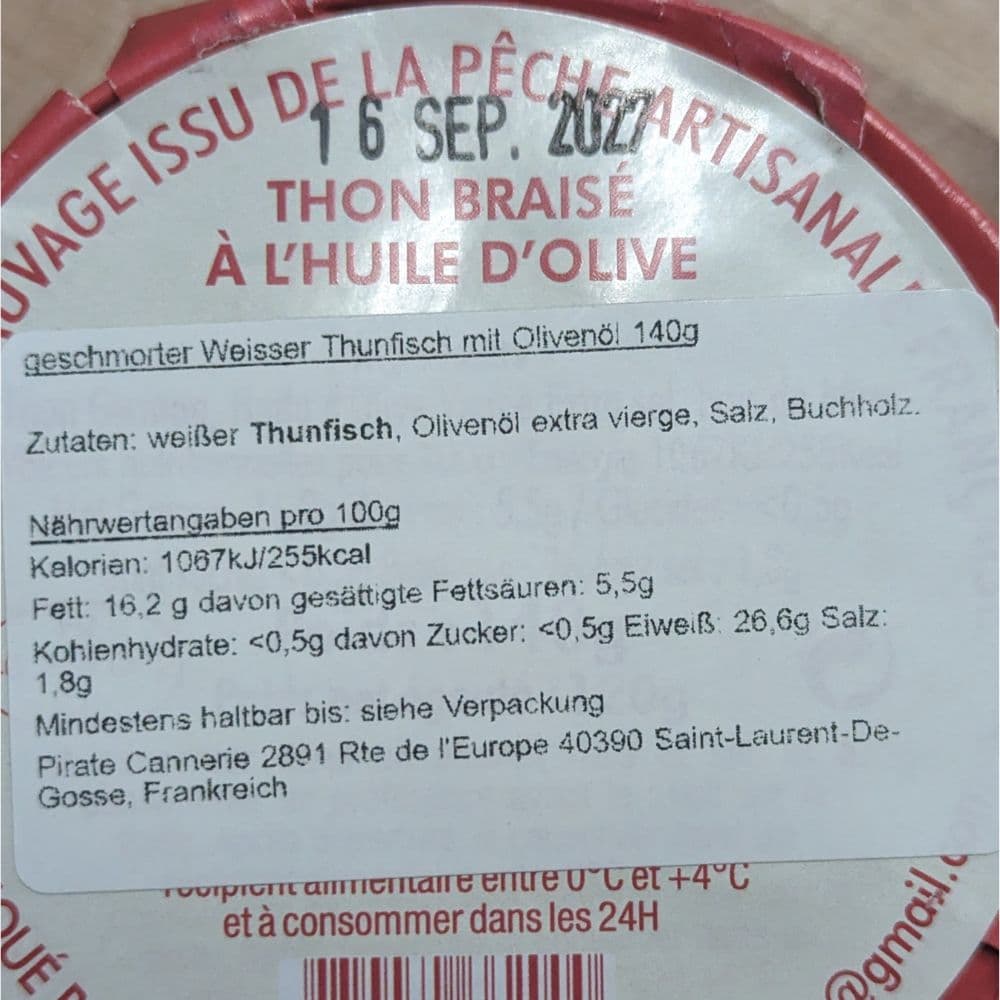 UVAGE ISSU DE LA PÊCHE ARTISANAL
16 SEP. 2027
THON BRAISÉ
À L'HUILE D'OLIVE
geschmorter Weisser Thunfisch mit Olivenöl 140g
Zutaten: weißer Thunfisch, Olivenöl extra vierge, Salz, Buchholz.
Nährwertangaben pro 100g
Kalorien: 1067kJ/255kcal
Fett: 16,2 g davon gesättigte Fettsäuren: 5,5g
Kohlenhydrate: <0,5g davon Zucker: <0,5g Eiweiß: 26,6g Salz:
1,8g
Mindestens haltbar bis: siehe Verpackung
Pirate Cannerie 2891 Rte de l'Europe 40390 Saint-Laurent-De-
Gosse, Frankreich
récipient alimentaire entre 0°C et +4°C
et à consommer dans les 24H
@gmail.